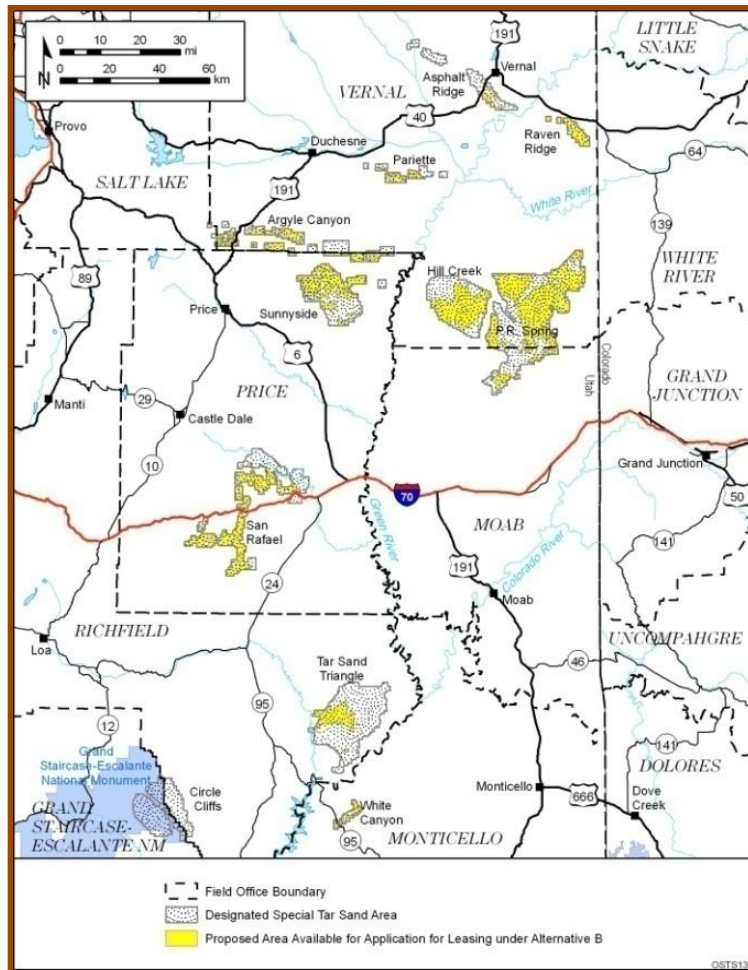 0 10 20 30
mi
0 20 40 60
km
N
191
LITTLE
SNAKE
Asphalt
Ridge
Vernal
VERNAL
Provo
40
Raven
Ridge
Duchesne
Pariette
64
SALT LAKE
191
White River
Argyle Canyon
139
WHITE
RIVER
89
Hill Creek
Price
Sunnyside
P.R. Spring
6
Colorado
Utah
PRICE
GRAND
JUNCTION
Manti
29
Castle Dale
10
Grand Junction
70
50
San
Rafael
Green River
MOAB
141
24
191
Colorado River
Moab
RICHFIELD
UNCOMPAHGRE
Loa
Tar Sand
Triangle
46
95
12
141
Grand
Staircase-Escalante
National Monument
DOLORES
Circle
Cliffs
Monticello
666
Dove
Creek
White
Canyon
GRAND
STAIRCASE-
ESCALANTE NM
95
MONTICELLO
Field Office Boundary
Designated Special Tar Sand Area
Proposed Area Available for Application for Leasing under Alternative B
OSTS13